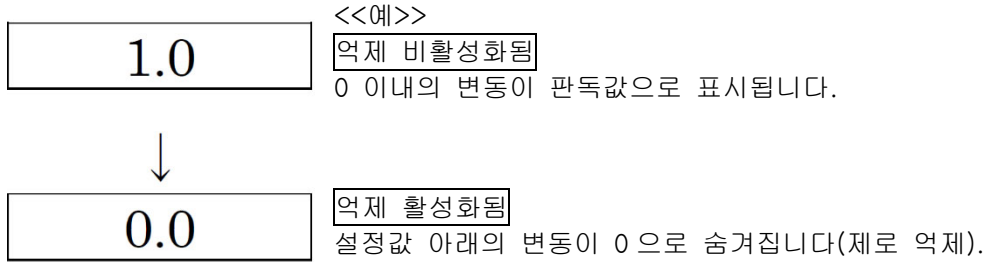 <<예>>
1.0
억제 비활성화됨
0 이내의 변동이 판독값으로 표시됩니다.
↓
0.0
억제 활성화됨
설정값 아래의 변동이 0으로 숨겨집니다(제로 억제).